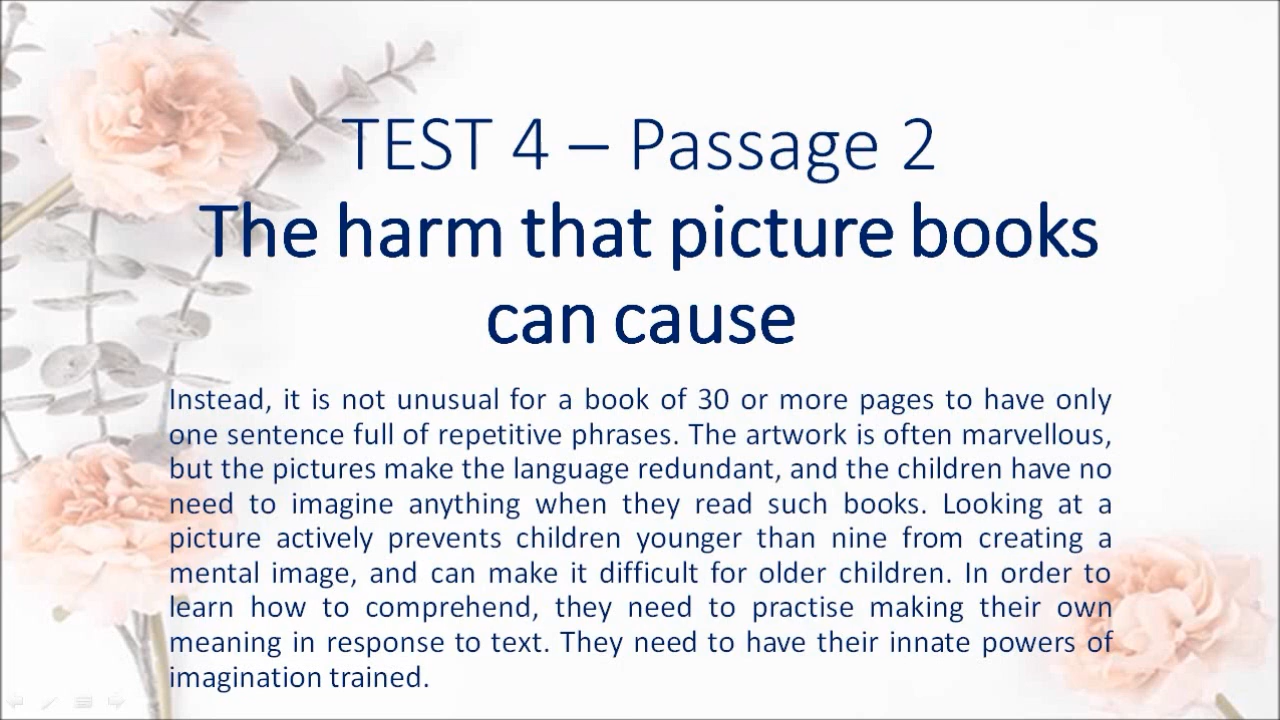 TEST 4 – Passage 2
The harm that picture books
can cause
Instead, it is not unusual for a book of 30 or more pages to have only
one sentence full of repetitive phrases. The artwork is often marvellous,
but the pictures make the language redundant, and the children have no
need to imagine anything when they read such books. Looking at a
picture actively prevents children younger than nine from creating a
mental image, and can make it difficult for older children. In order to
learn how to comprehend, they need to practise making their own
meaning in response to text. They need to have their innate powers of
imagination trained.